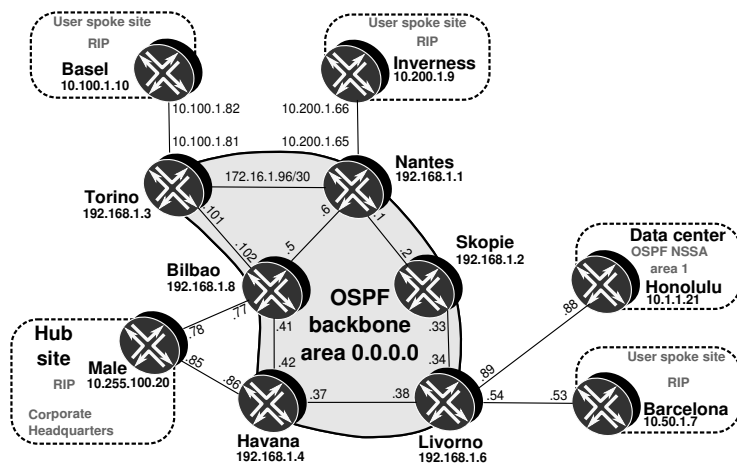 User spoke site
RIP
Basel
10.100.1.10
User spoke site
RIP
Inverness
10.200.1.9
10.100.1.82
10.200.1.66
10.100.1.81
10.200.1.65
172.16.1.96/30
Nantes
192.168.1.1
Torino
192.168.1.3
.101
.102
.6
.5
.1
.2
Skopie
192.168.1.2
Data center
OSPF NSSA
area 1
Honolulu
10.1.1.21
Bilbao
192.168.1.8
OSPF
backbone
area 0.0.0.0
.78
.77
.41
.42
.33
.34
.88
.89
Hub
site
RIP
Male
10.255.100.20
Corporate
Headquarters
.85
.86
.37
.38
.54
.53
User spoke site
RIP
Barcelona
10.50.1.7
Havana
192.168.1.4
Livorno
192.168.1.6